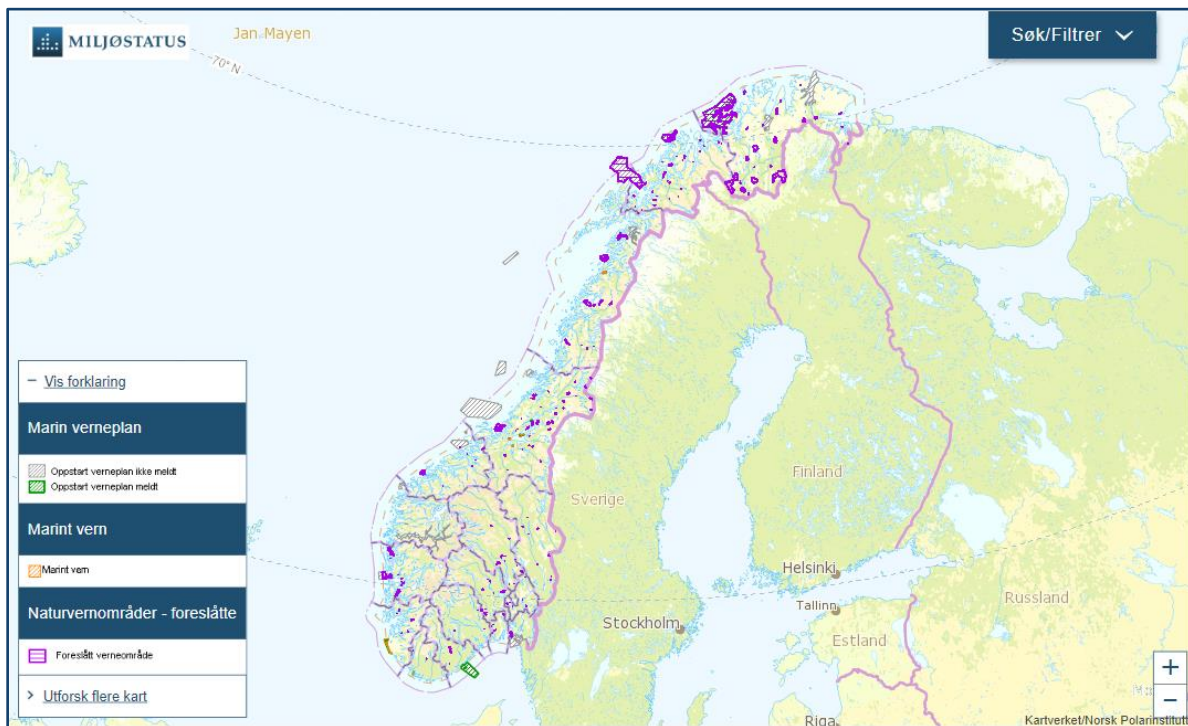 MILJØSTATUS
Jan Mayen
Søk/Filtrer
70° N
− Vis forklaring
Marin verneplan
Oppstart verneplan ikke meldt
Oppstart verneplan meldt
Marint vern
Marint vern
Naturvernområder - foreslåtte
Foreslått verneområde
> Utforsk flere kart
Finland
Sverige
Helsinki
Tallinn
Russland
Stockholm
Estland
Riga
+
−
Kartverket/Norsk Polarinstitutt